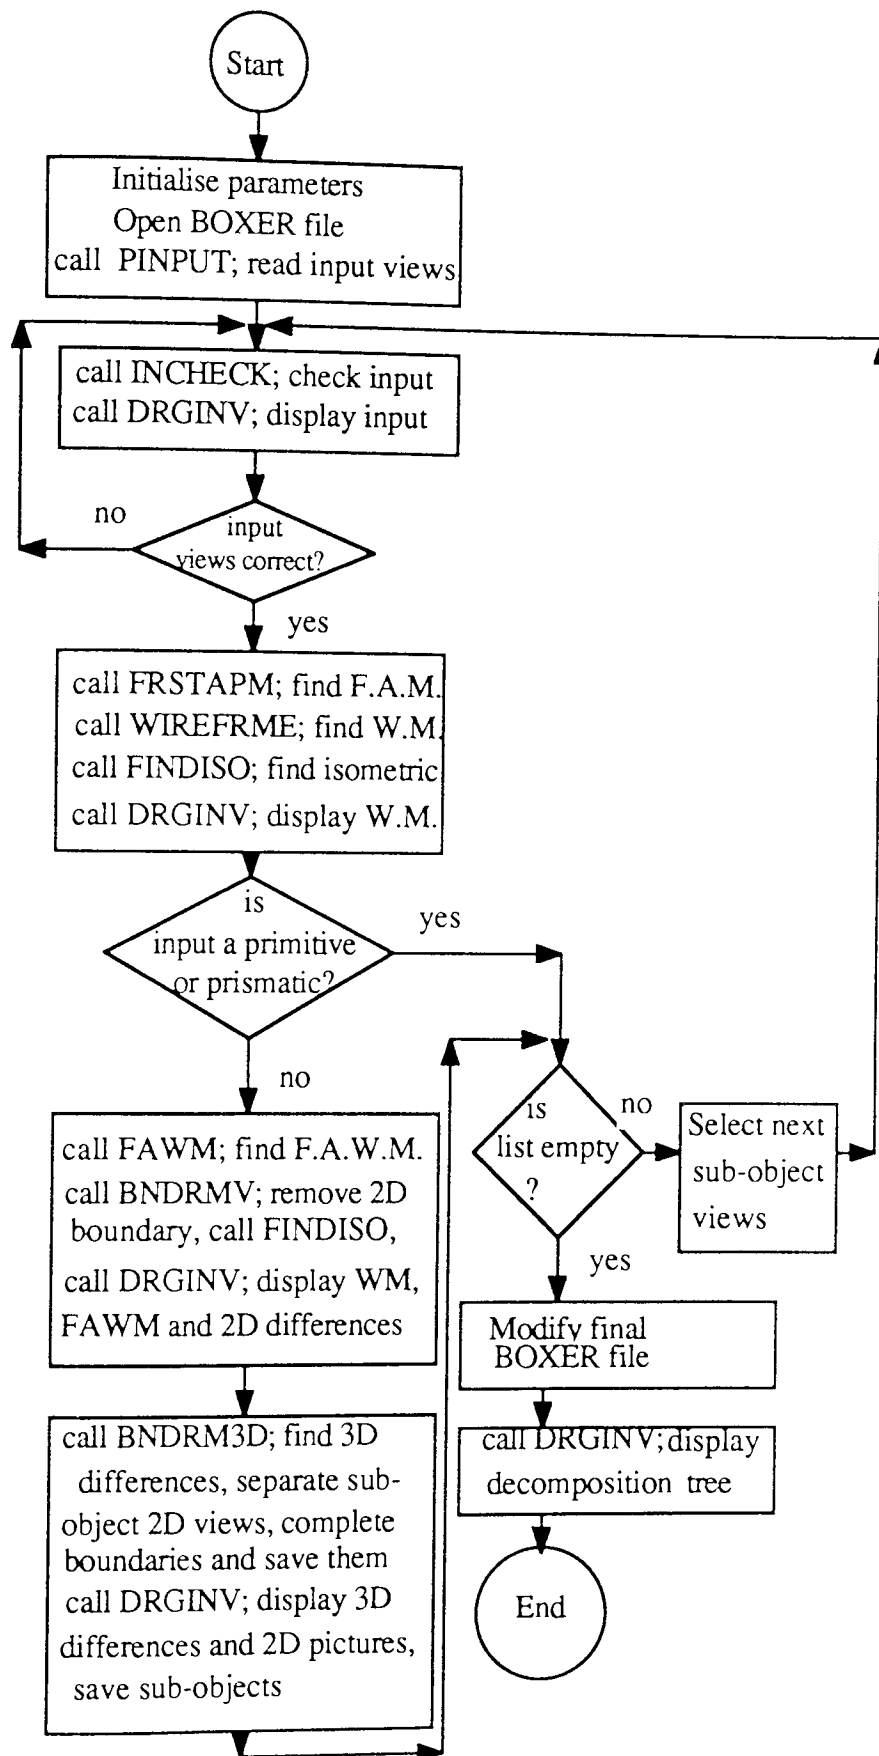 Start
Initialise parameters
Open BOXER file
call PINPUT; read input views
call INCHECK; check input
call DRGINV; display input
no
input
views correct?
yes
call FRSTAPM; find F.A.M.
call WIREFRME; find W.M.
call FINDISO; find isometric
call DRGINV; display W.M.
is
input a primitive
or prismatic?
yes
no
call FAWM; find F.A.W.M.
call BNDRMV; remove 2D
boundary, call FINDISO,
call DRGINV; display WM,
FAWM and 2D differences
call BNDRM3D; find 3D
differences, separate sub-
object 2D views, complete
boundaries and save them
call DRGINV; display 3D
differences and 2D pictures,
save sub-objects
is
list empty
?
no
Select next
sub-object
views
yes
Modify final
BOXER file
call DRGINV; display
decomposition tree
End